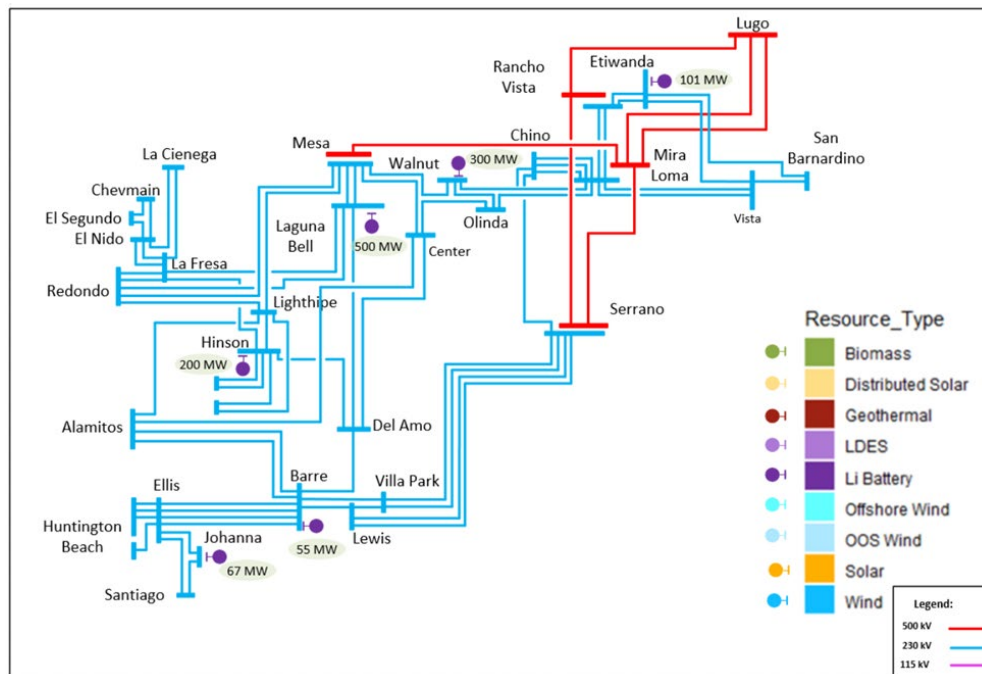 Lugo
Etiwanda
Rancho
Vista
101 MW
Chino
San
Barnardino
Mesa
Walnut
300 MW
Mira
Loma
La Cienega
Chevmain
El Segundo
El Nido
Laguna
Bell
500 MW
Olinda
Vista
Center
La Fresa
Redondo
Lighthipe
Serrano
Hinson
200 MW
Alamitos
Del Amo
Barre
Villa Park
Ellis
Huntington
Beach
Johanna
55 MW
Lewis
67 MW
Santiago
Resource_Type
Biomass
Distributed Solar
Geothermal
LDES
Li Battery
Offshore Wind
OOS Wind
Solar
Wind
Legend:
500 kV
230 kV
115 kV